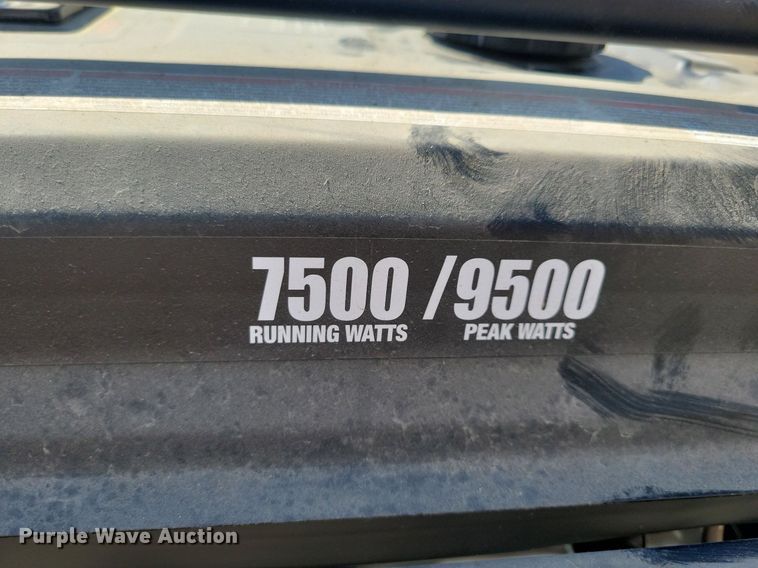 7500 / 9500
RUNNING WATTS PEAK WATTS
Purple Wave Auction